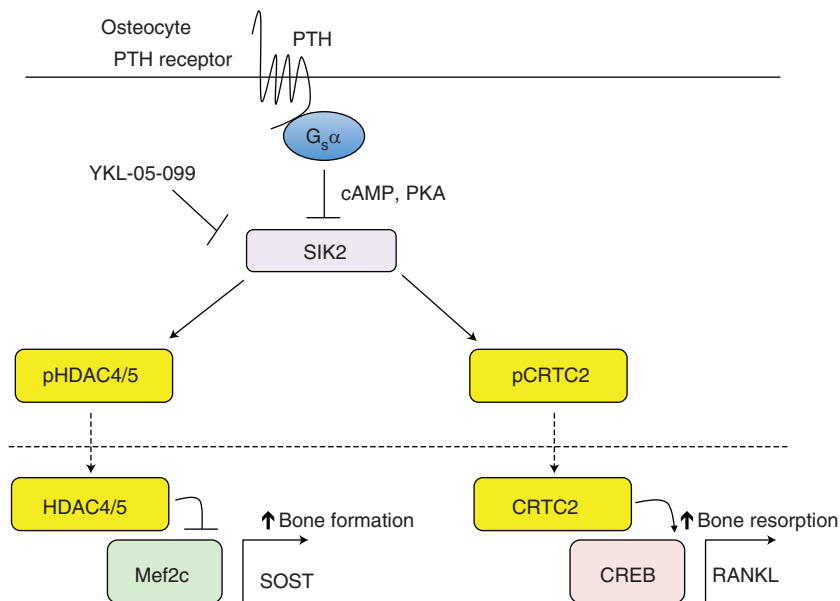 Osteocyte
PTH receptor
PTH
Gsα
YKL-05-099
cAMP, PKA
SIK2
pHDAC4/5
pCRTC2
HDAC4/5
CRTC2
Bone formation
Bone resorption
Mef2c
SOST
CREB
RANKL